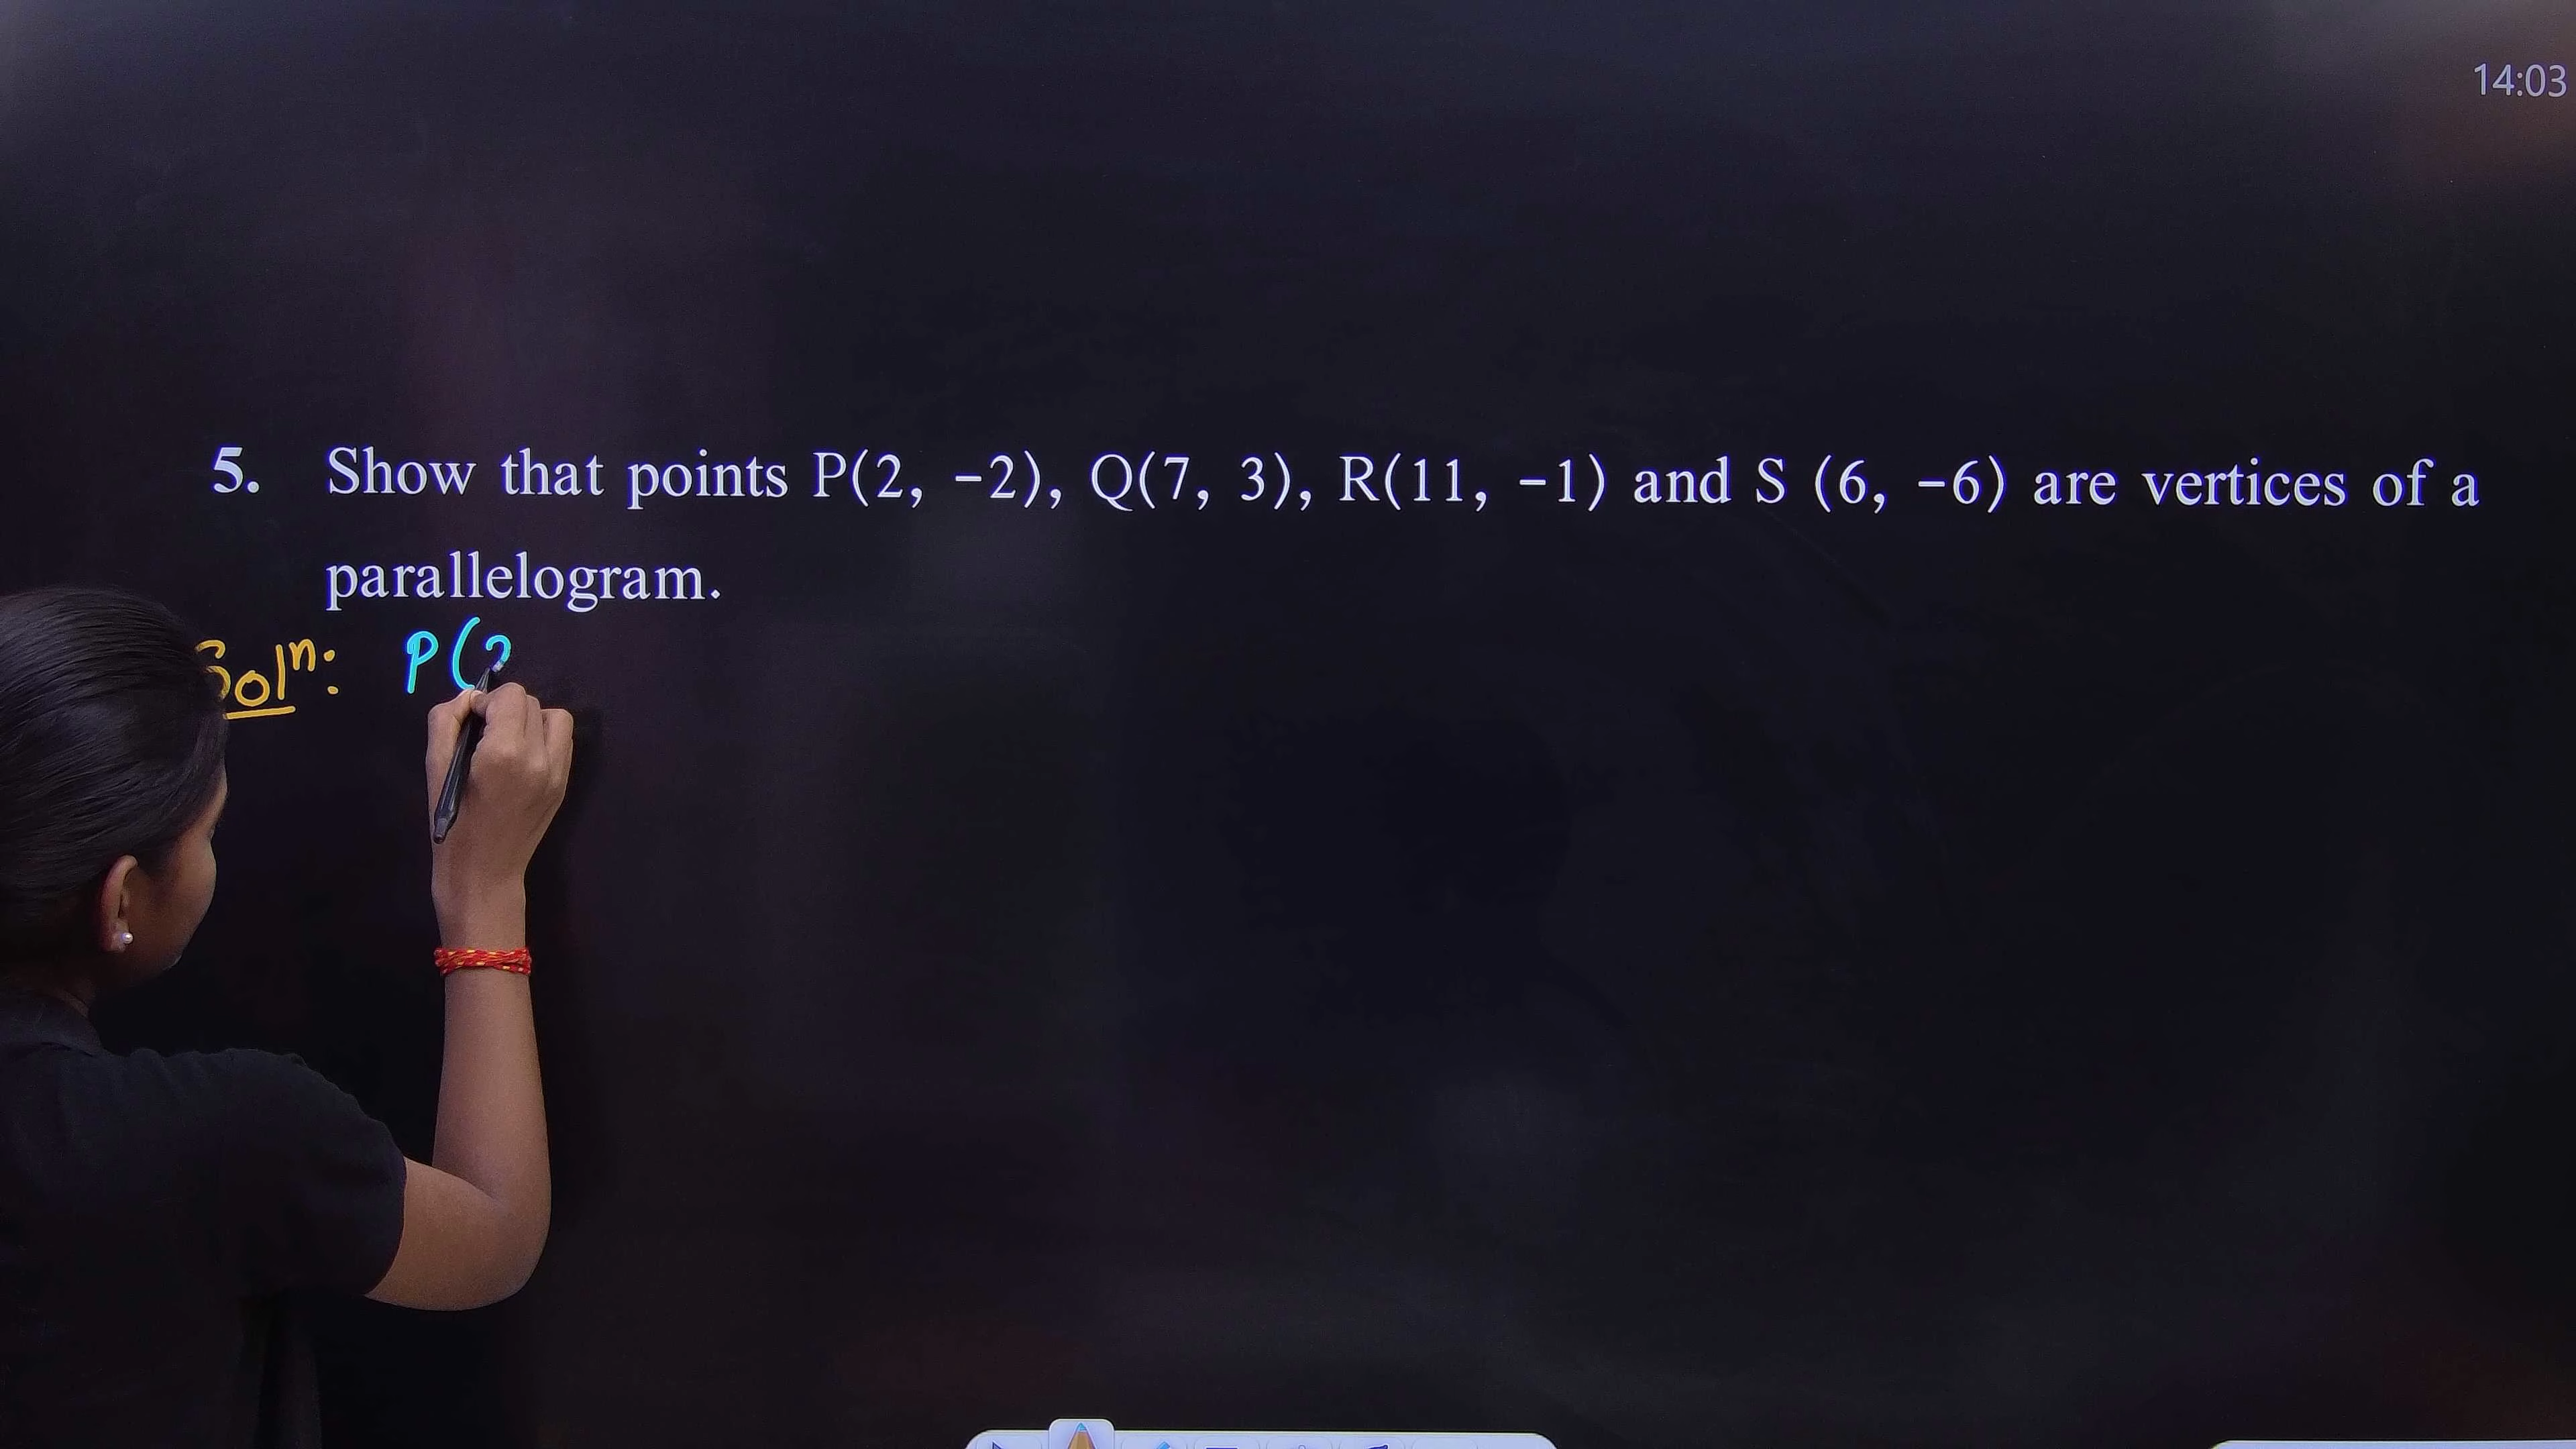 14:03
5. Show that points P(2, −2), Q(7, 3), R(11, −1) and S (6, −6) are vertices of a
parallelogram.
Solⁿ: P(2